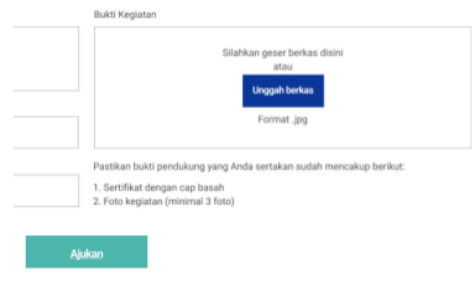 Bukti Kegiatan
Silahkan geser berkas disini
atau
Unggah berkas
Format .jpg
Pastikan bukti pendukung yang Anda sertakan sudah mencakup berikut:
1. Sertifikat dengan cap basah
2. Foto kegiatan (minimal 3 foto)
Ajukan